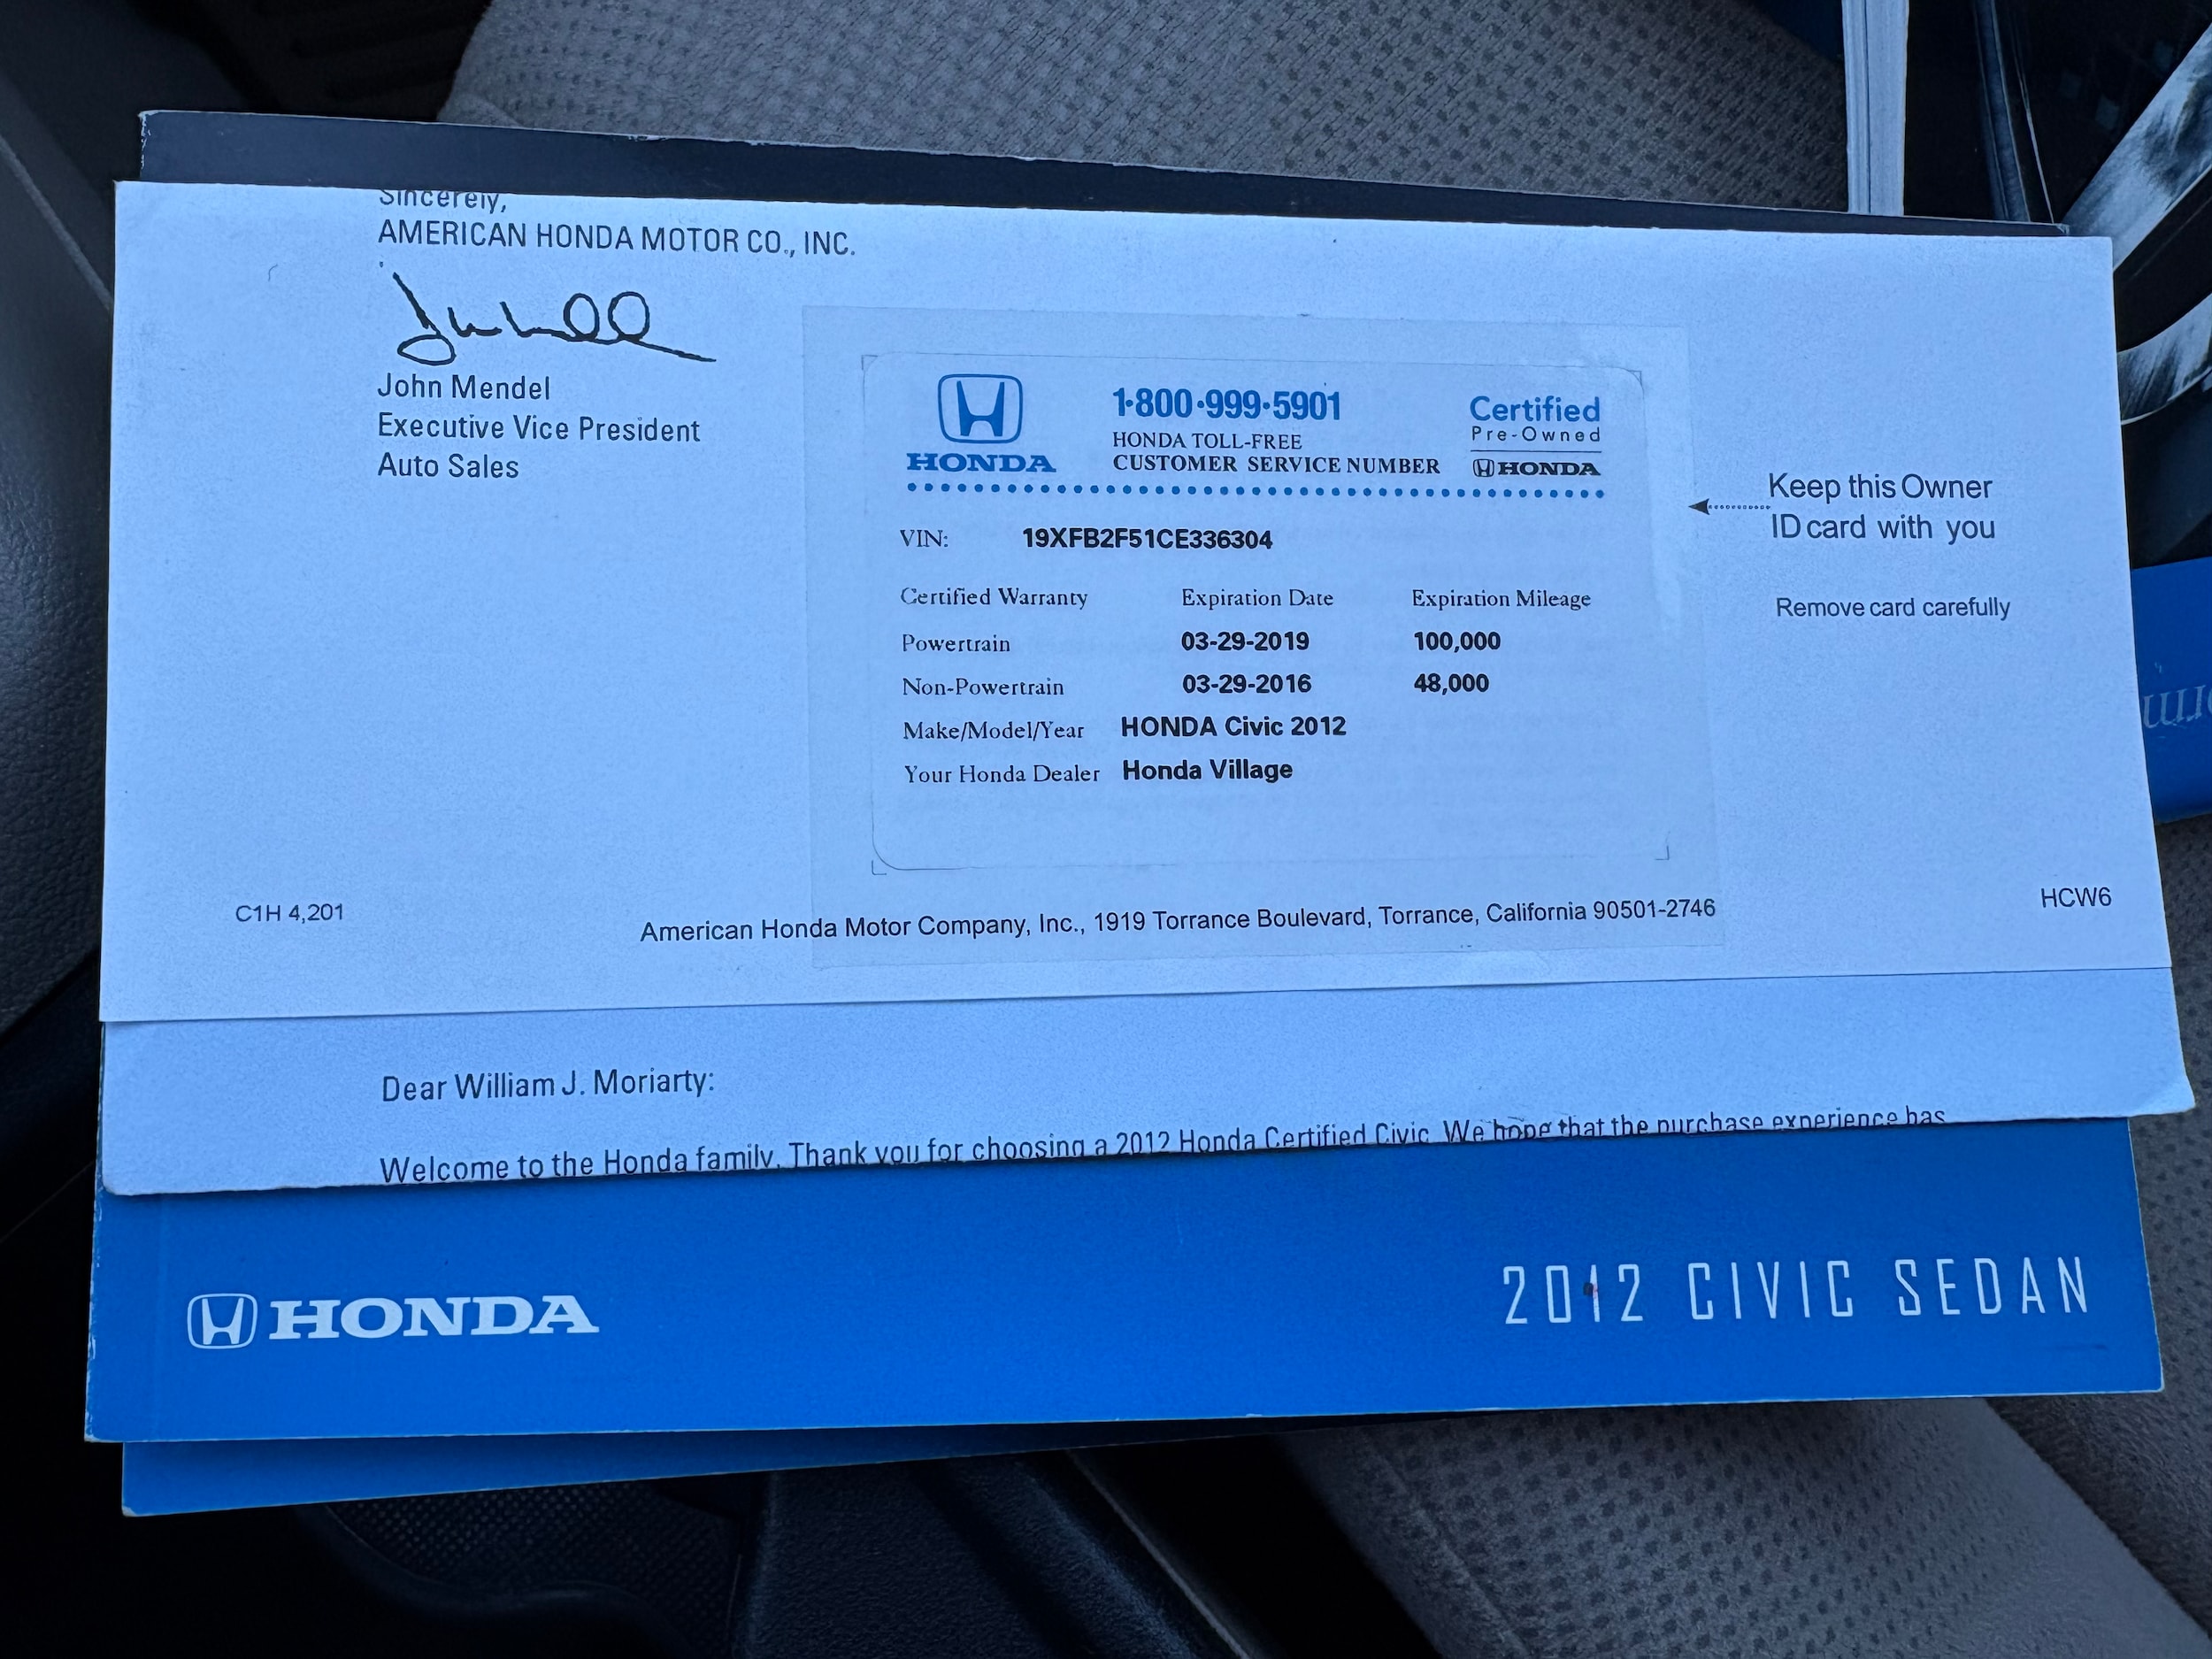 Sincerely,
AMERICAN HONDA MOTOR CO., INC.
John Mendel
Executive Vice President
Auto Sales
HONDA
1·800·999·5901
HONDA TOLL-FREE
CUSTOMER SERVICE NUMBER
Certified
Pre-Owned
HONDA
VIN: 19XFB2F51CE336304
Certified Warranty Expiration Date Expiration Mileage
Powertrain 03-29-2019 100,000
Non-Powertrain 03-29-2016 48,000
Make/Model/Year HONDA Civic 2012
Your Honda Dealer Honda Village
Keep this Owner
ID card with you
Remove card carefully
C1H 4,201
American Honda Motor Company, Inc., 1919 Torrance Boulevard, Torrance, California 90501-2746
HCW6
Dear William J. Moriarty:
Welcome to the Honda family. Thank you for choosing a 2012 Honda Certified Civic. We hope that the purchase experience has
HONDA
2012 CIVIC SEDAN